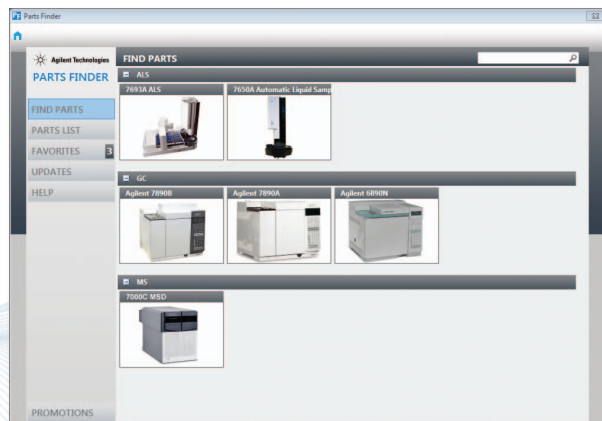 Parts Finder
Agilent Technologies
PARTS FINDER
FIND PARTS
PARTS LIST
FAVORITES 3
UPDATES
HELP
PROMOTIONS
FIND PARTS
ALS
7693A ALS
7650A Automatic Liquid Samp
GC
Agilent 7890B
Agilent 7890A
Agilent 6890N
MS
7000C MSD